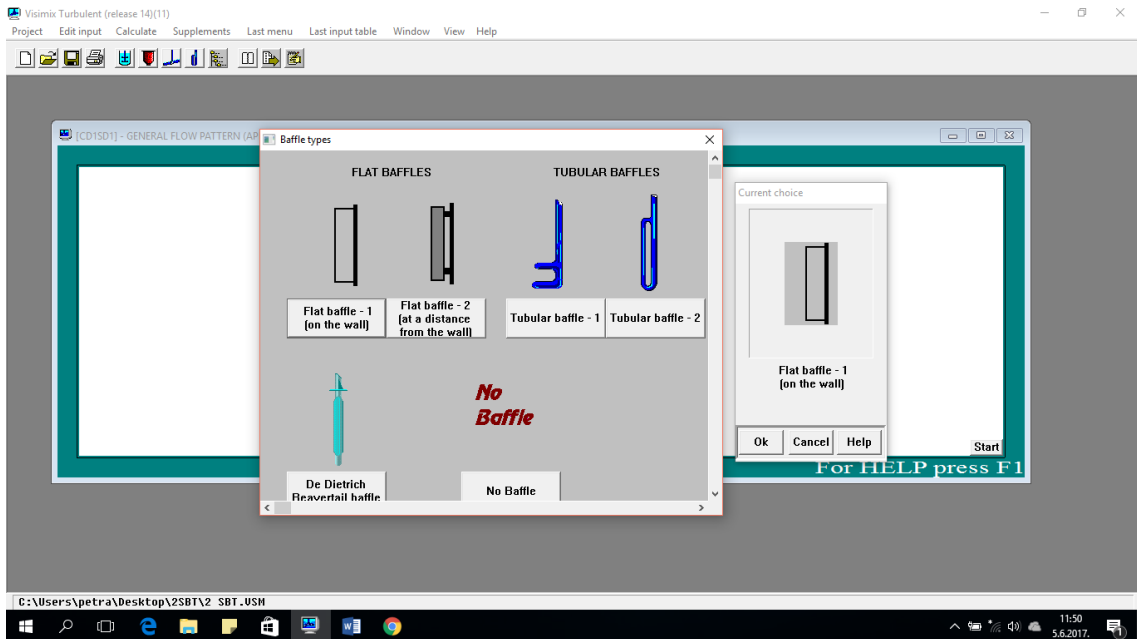 Visimix Turbulent (release 14)(11)
Project Edit input Calculate Supplements Last menu Last input table Window View Help
[CD1SD1] - GENERAL FLOW PATTERN (AP
Baffle types
FLAT BAFFLES TUBULAR BAFFLES
Flat baffle - 1
(on the wall)
Flat baffle - 2
(at a distance
from the wall)
Tubular baffle - 1
Tubular baffle - 2
No
Baffle
De Dietrich
Beavertail baffle
No Baffle
Current choice
Flat baffle - 1
(on the wall)
Ok Cancel Help
Start
For HELP press F1
C:\Users\petra\Desktop\2SBT\2 SBT.VSM
11:50
5.6.2017.
1